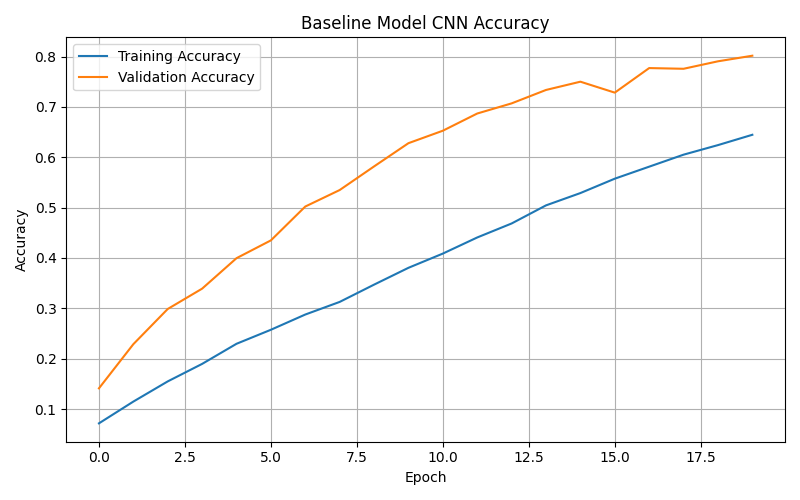 Baseline Model CNN Accuracy
Training Accuracy
Validation Accuracy
Accuracy
0.8
0.7
0.6
0.5
0.4
0.3
0.2
0.1
0.0 2.5 5.0 7.5 10.0 12.5 15.0 17.5
Epoch